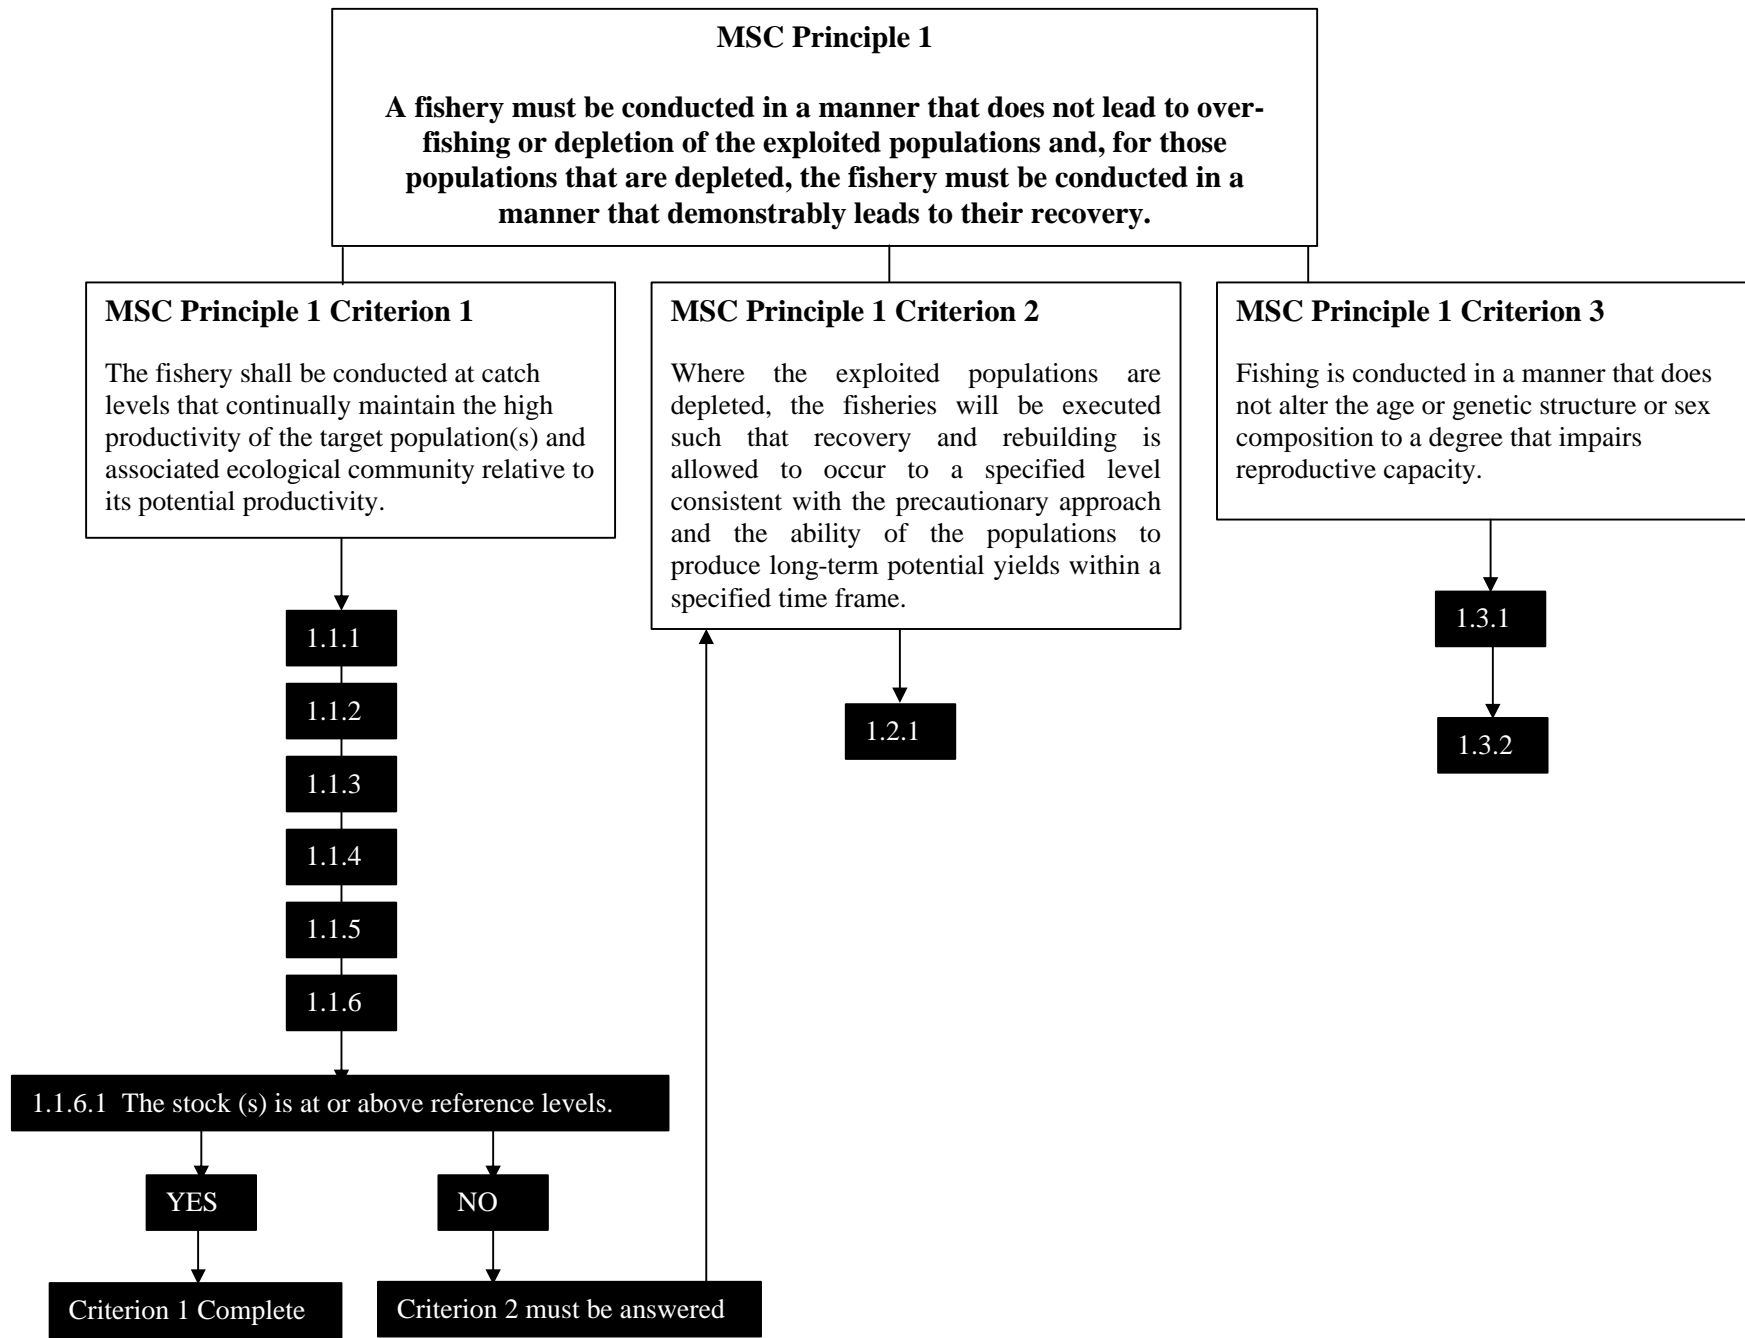 MSC Principle 1
A fishery must be conducted in a manner that does not lead to over-
fishing or depletion of the exploited populations and, for those
populations that are depleted, the fishery must be conducted in a
manner that demonstrably leads to their recovery.
MSC Principle 1 Criterion 1
The fishery shall be conducted at catch
levels that continually maintain the high
productivity of the target population(s) and
associated ecological community relative to
its potential productivity.
MSC Principle 1 Criterion 2
Where the exploited populations are
depleted, the fisheries will be executed
such that recovery and rebuilding is
allowed to occur to a specified level
consistent with the precautionary approach
and the ability of the populations to
produce long-term potential yields within a
specified time frame.
MSC Principle 1 Criterion 3
Fishing is conducted in a manner that does
not alter the age or genetic structure or sex
composition to a degree that impairs
reproductive capacity.
1.1.1
1.1.2
1.1.3
1.1.4
1.1.5
1.1.6
1.1.6.1 The stock (s) is at or above reference levels.
YES
NO
Criterion 1 Complete
Criterion 2 must be answered
1.2.1
1.3.1
1.3.2